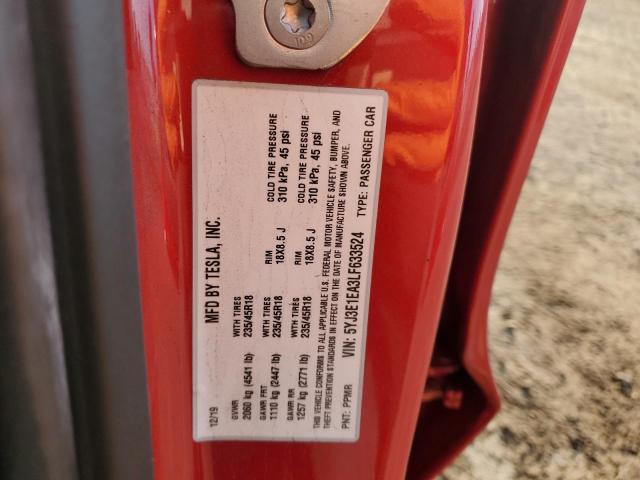 12/19 MFD BY TESLA, INC.
GVWR
2060 kg (4541 lb) WITH TIRES 235/45R18 RIM 18X8.5 J COLD TIRE PRESSURE 310 kPa, 45 psi
GAWR FRT
1110 kg (2447 lb) WITH TIRES 235/45R18 RIM 18X8.5 J COLD TIRE PRESSURE 310 kPa, 45 psi
GAWR RR
1257 kg (2771 lb)
THIS VEHICLE CONFORMS TO ALL APPLICABLE U.S. FEDERAL MOTOR VEHICLE SAFETY, BUMPER, AND
THEFT PREVENTION STANDARDS IN EFFECT ON THE DATE OF MANUFACTURE SHOWN ABOVE.
PNT: PPMR VIN: 5YJ3E1EA3LF633524 TYPE: PASSENGER CAR